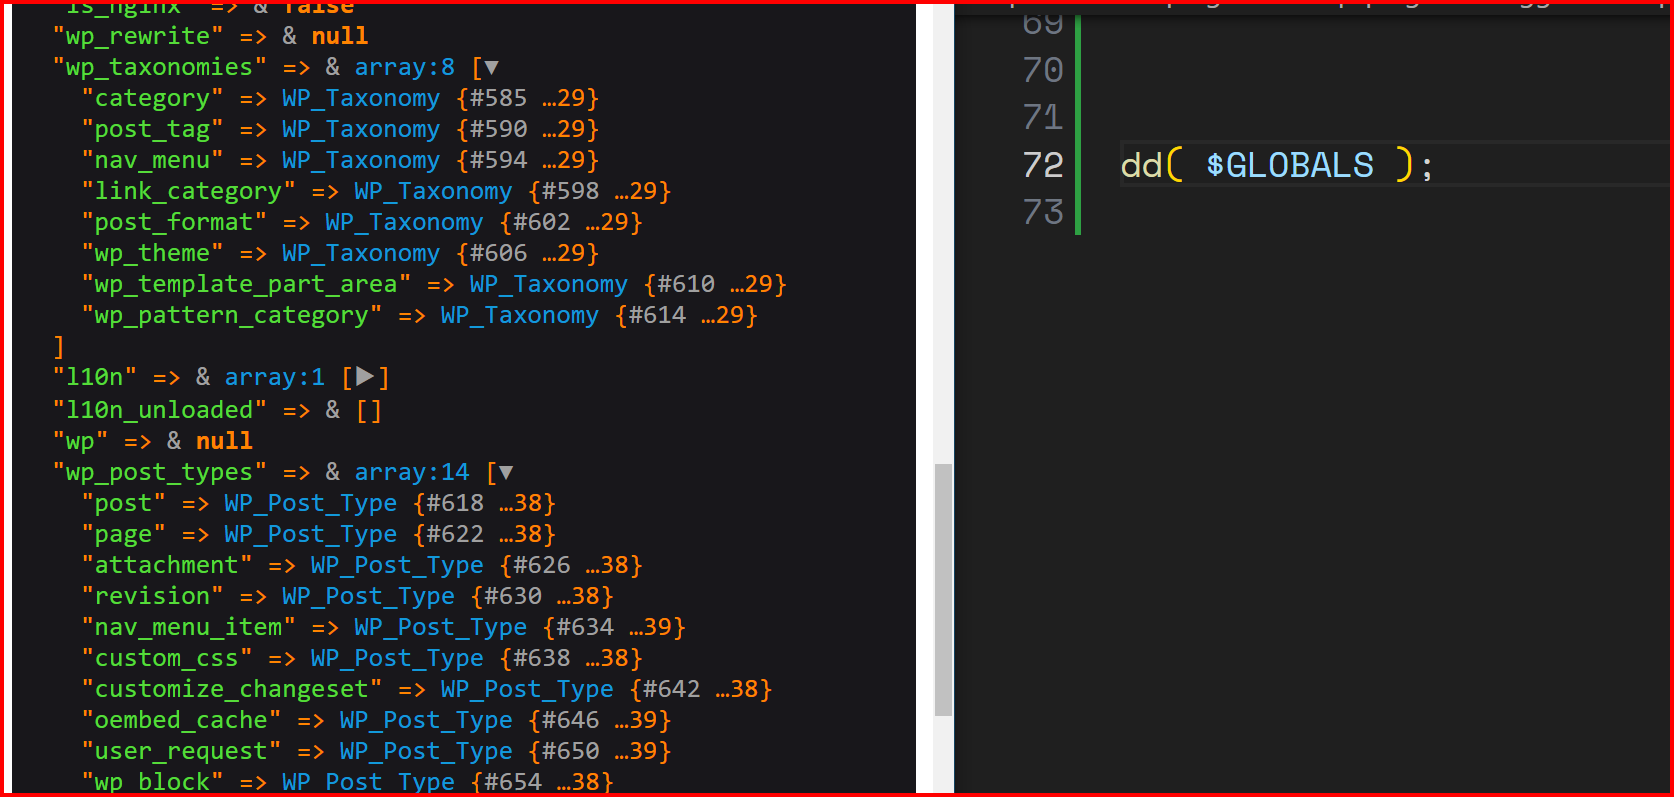 "is_nginx" => & false
"wp_rewrite" => & null
"wp_taxonomies" => & array:8 [▼
"category" => WP_Taxonomy {#585 …29}
"post_tag" => WP_Taxonomy {#590 …29}
"nav_menu" => WP_Taxonomy {#594 …29}
"link_category" => WP_Taxonomy {#598 …29}
"post_format" => WP_Taxonomy {#602 …29}
"wp_theme" => WP_Taxonomy {#606 …29}
"wp_template_part_area" => WP_Taxonomy {#610 …29}
"wp_pattern_category" => WP_Taxonomy {#614 …29}
]
"l10n" => & array:1 [▶]
"l10n_unloaded" => & []
"wp" => & null
"wp_post_types" => & array:14 [▼
"post" => WP_Post_Type {#618 …38}
"page" => WP_Post_Type {#622 …38}
"attachment" => WP_Post_Type {#626 …38}
"revision" => WP_Post_Type {#630 …38}
"nav_menu_item" => WP_Post_Type {#634 …39}
"custom_css" => WP_Post_Type {#638 …38}
"customize_changeset" => WP_Post_Type {#642 …38}
"oembed_cache" => WP_Post_Type {#646 …39}
"user_request" => WP_Post_Type {#650 …39}
"wp_block" => WP_Post_Type {#654 …38}
69
70
71
72 dd( $GLOBALS );
73